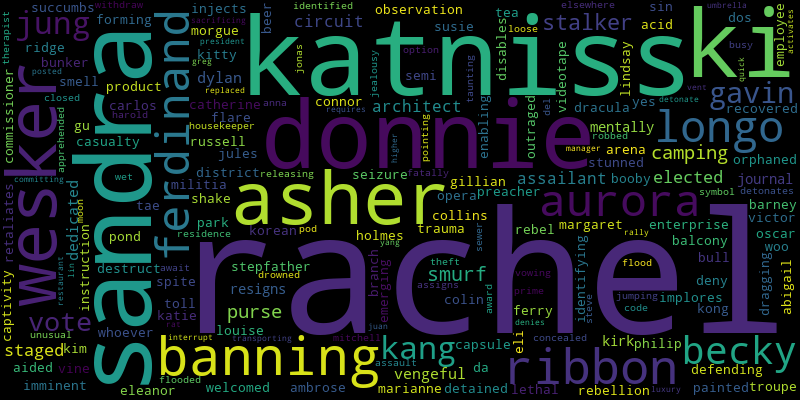 rachel
sandra
katniss
donnie
asher
ki
wesker
banning
ferdinand
jung
aurora
longo
ribbon
becky
kang
gavin
stalker
smurf
purse
vote
camping
elected
succumbs
forming
injects
circuit
observation
identified
susie
tea
disables
sin
elsewhere
withdraw
umbrella
therapist
sacrificing
beer
morgue
president
acid
dos
employee
activates
ridge
kitty
greg
jonas
option
loose
busy
quick
bunker
posted
dylan
replaced
jealousy
semi
taunting
videotape
lindsay
vent
smell
product
catherine
anna
connor
architect
dracula
yes
detonate
commissioner
closed
carlos
harold
flare
requires
enabling
del
robbed
recovered
gu
housekeeper
higher
pointing
outraged
mentally
manager
arena
casualty
russell
stunned
orphaned
apprehended
jules
releasing
seizure
fatally
assailant
booby
journal
committing
wet
district
gillian
detonates
militia
opera
preacher
symbol
barney
tae
shake
collins
rebel
margaret
enterprise
victor
retaliates
dedicated
moon
pond
park
korean
pod
holmes
trauma
sewer
identifying
rally
balcony
oscar
residence
yang
flood
bull
woo
lin
destruct
await
stepfather
branch
emerging
theft
vowing
steve
deny
dragging
abigail
restaurant
instruction
spite
drowned
resigns
assigns
colin
award
prime
jumping
implores
captivity
toll
katie
juan
ferry
code
kong
unusual
whoever
rat
louise
mitchell
denies
eli
concealed
kirk
philip
staged
kim
interrupt
transporting
capsule
defending
aided
vine
assault
vengeful
da
imminent
flooded
welcomed
ambrose
marianne
detained
lethal
rebellion
luxury
painted
troupe
eleanor